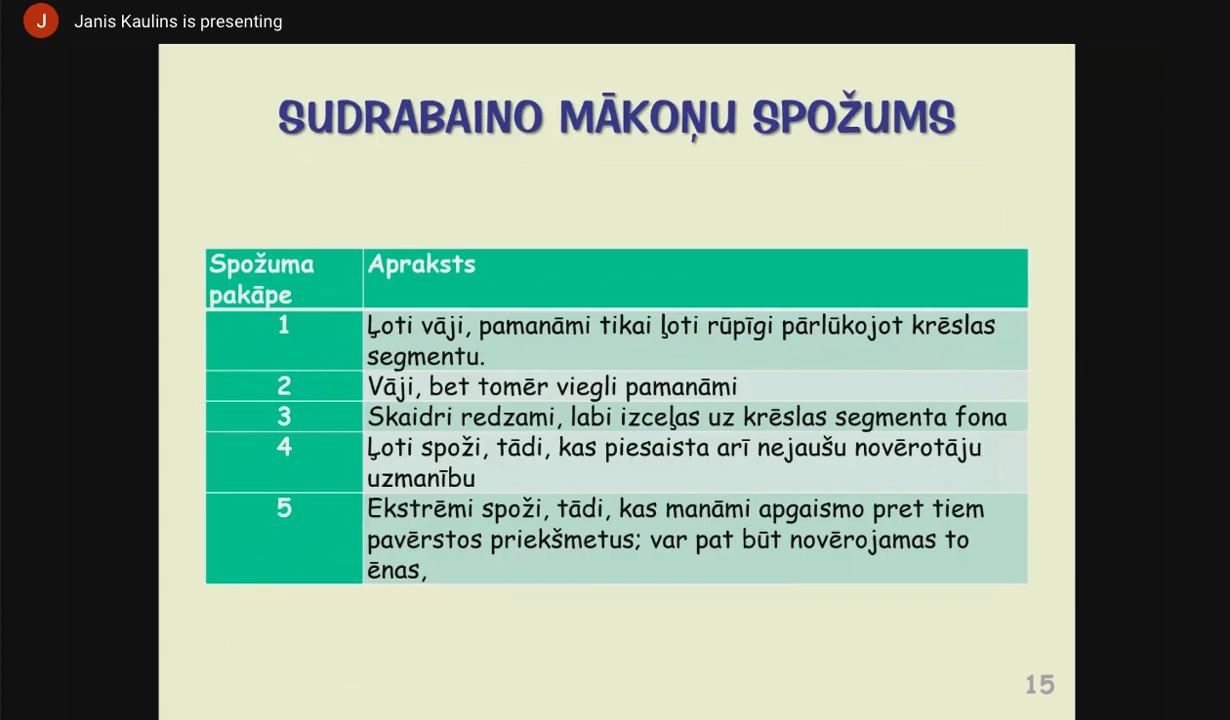 J Janis Kaulins is presenting
SUDRABAINO MĀKOŅU SPOŽUMS
Spožuma Apraksts
pakāpe
1 Ļoti vāji, pamanāmi tikai ļoti rūpīgi pārlūkojot krēslas
segmentu.
2 Vāji, bet tomēr viegli pamanāmi
3 Skaidri redzami, labi izceļas uz krēslas segmenta fona
4 Ļoti spoži, tādi, kas piesaista arī nejaušu novērotāju
uzmanību
5 Ekstrēmi spoži, tādi, kas manāmi apgaismo pret tiem
pavērstos priekšmetus; var pat būt novērojamas to
ēnas,
15